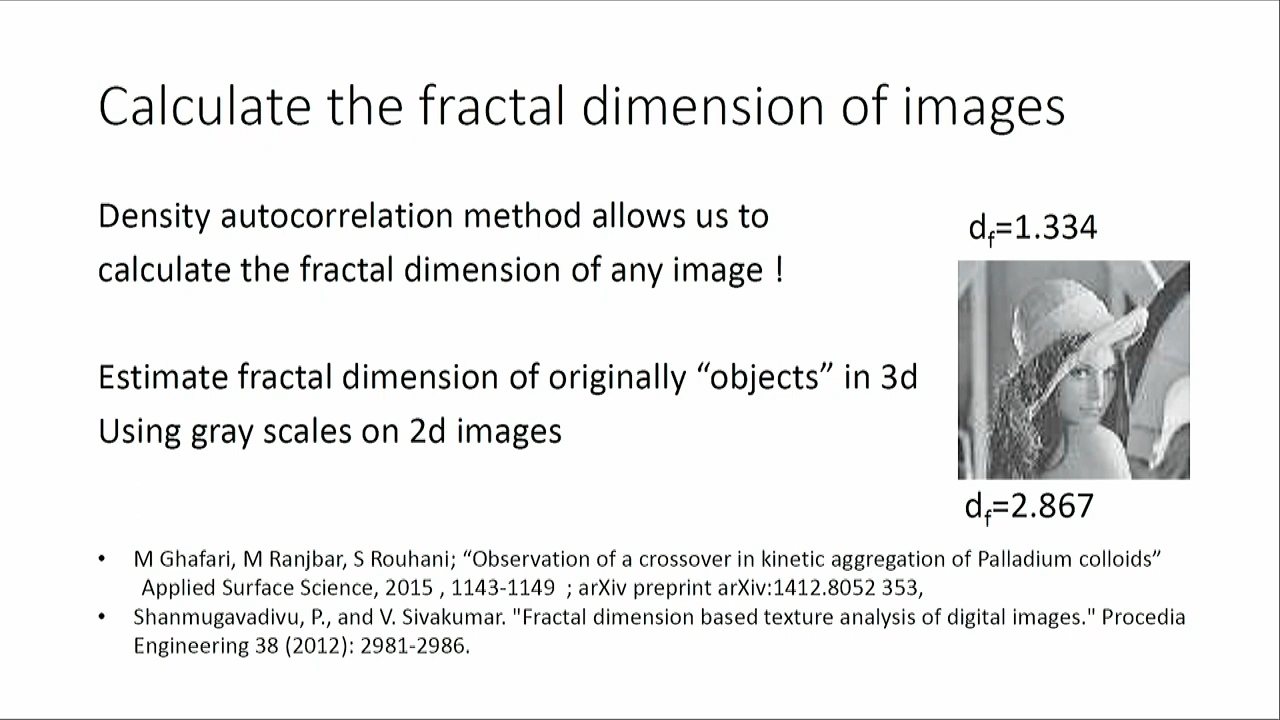 Calculate the fractal dimension of images
Density autocorrelation method allows us to
calculate the fractal dimension of any image !
Estimate fractal dimension of originally “objects” in 3d
Using gray scales on 2d images
df=1.334
df=2.867
• M Ghafari, M Ranjbar, S Rouhani; “Observation of a crossover in kinetic aggregation of Palladium colloids”
Applied Surface Science, 2015 , 1143-1149 ; arXiv preprint arXiv:1412.8052 353,
• Shanmugavadivu, P., and V. Sivakumar. "Fractal dimension based texture analysis of digital images." Procedia
Engineering 38 (2012): 2981-2986.